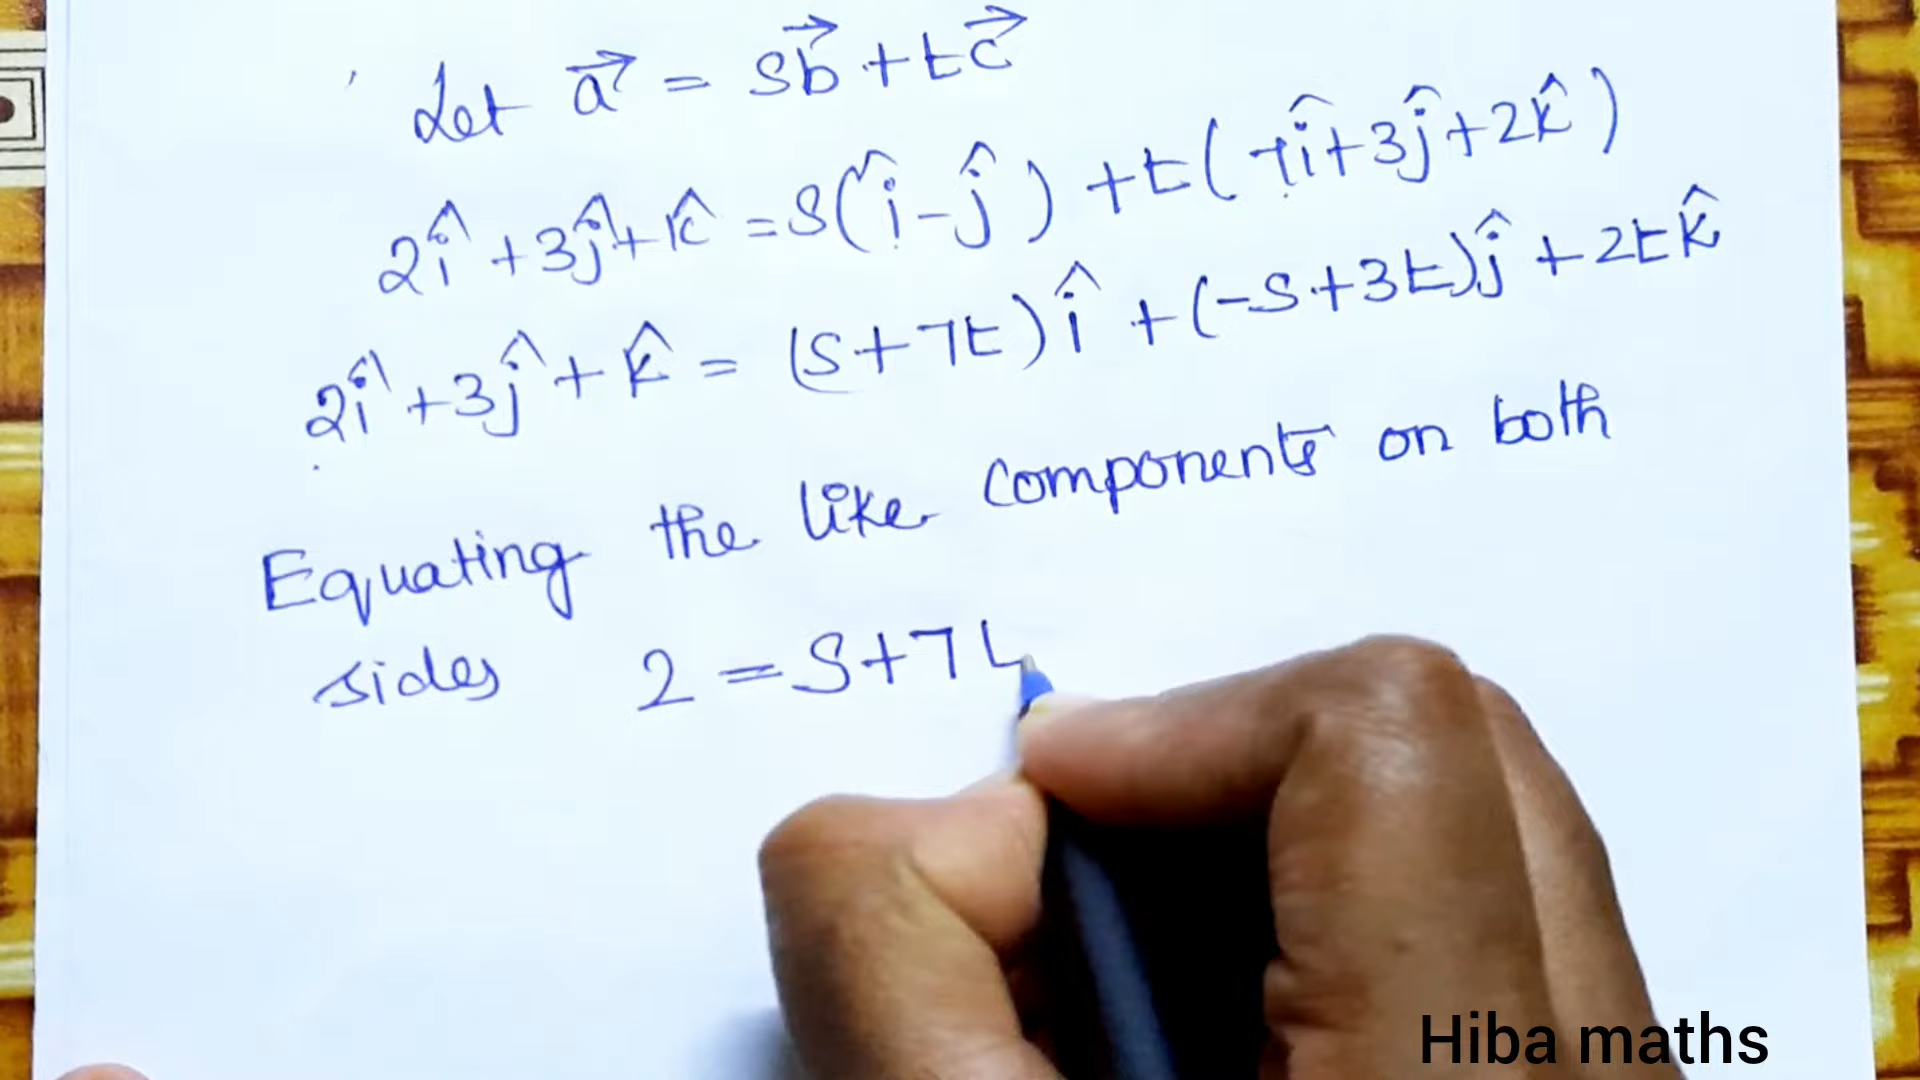 Let a⃗ = sb⃗ + tc⃗
2î + 3ĵ + k̂ = s(î - ĵ) + t(7î + 3ĵ + 2k̂)
2î + 3ĵ + k̂ = (s + 7t)î + (-s + 3t)ĵ + 2tk̂
Equating the like components on both
sides 2 = s + 7t
Hiba maths